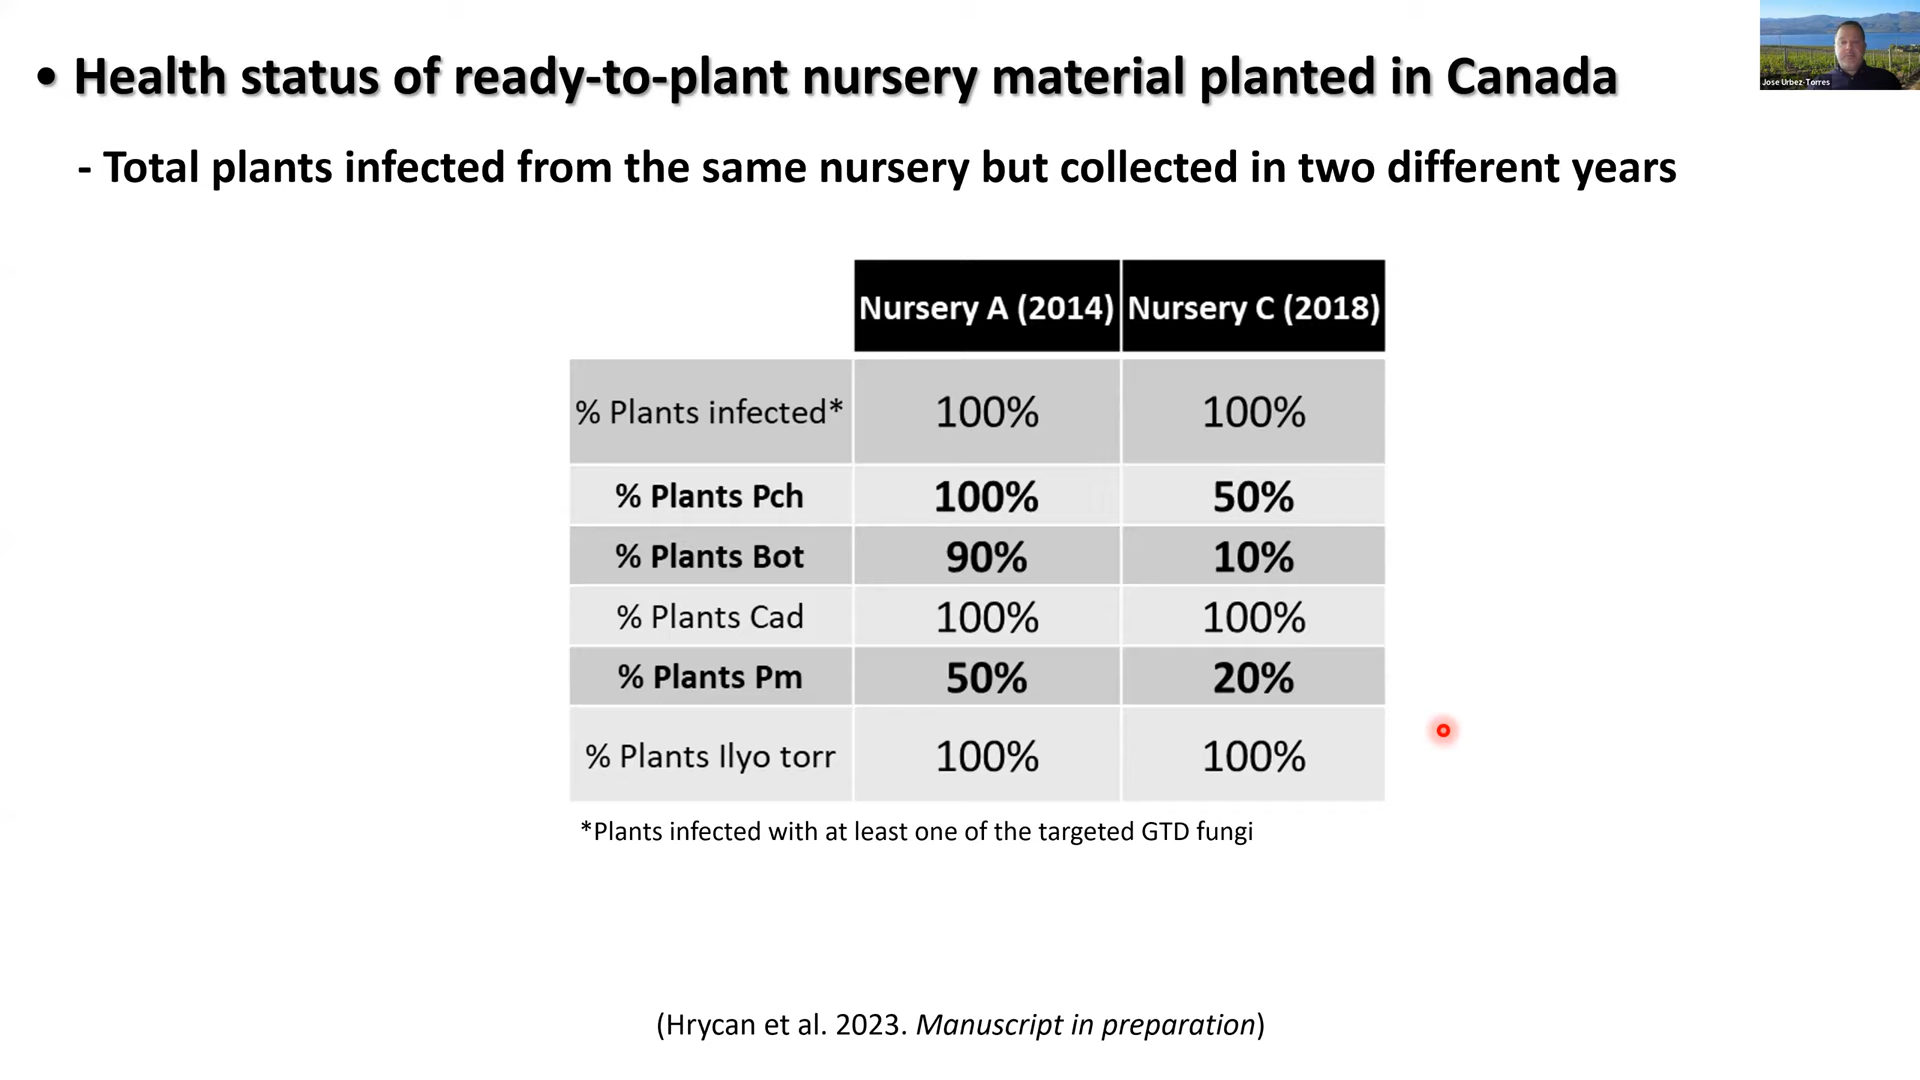 • Health status of ready-to-plant nursery material planted in Canada
Jose Urbez-Torres
- Total plants infected from the same nursery but collected in two different years
Nursery A (2014) Nursery C (2018)
% Plants infected* 100% 100%
% Plants Pch 100% 50%
% Plants Bot 90% 10%
% Plants Cad 100% 100%
% Plants Pm 50% 20%
% Plants Ilyo torr 100% 100%
*Plants infected with at least one of the targeted GTD fungi
(Hrycan et al. 2023. Manuscript in preparation)